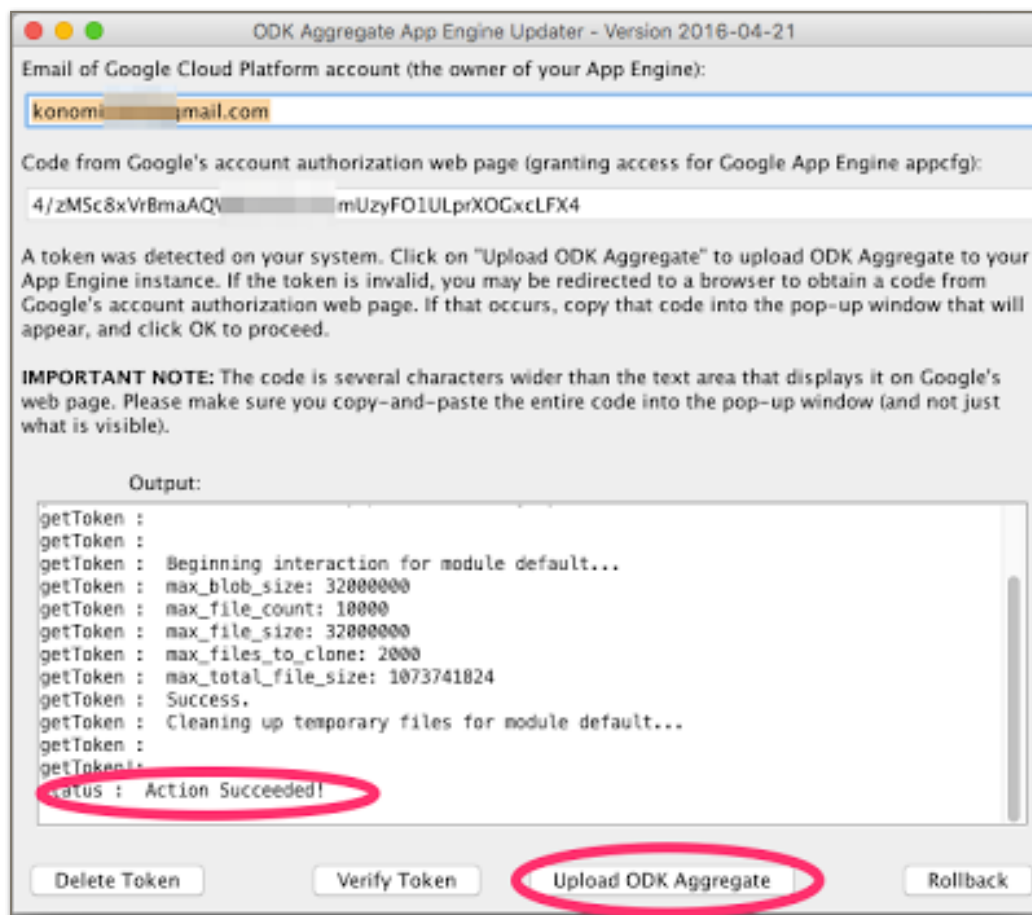 ODK Aggregate App Engine Updater - Version 2016-04-21
Email of Google Cloud Platform account (the owner of your App Engine):
konomi mail.com
Code from Google's account authorization web page (granting access for Google App Engine appcfg):
4/zMSc8xVrBmaAQ mUzyFO1ULprXOGxcLFX4
A token was detected on your system. Click on "Upload ODK Aggregate" to upload ODK Aggregate to your
App Engine instance. If the token is invalid, you may be redirected to a browser to obtain a code from
Google's account authorization web page. If that occurs, copy that code into the pop-up window that will
appear, and click OK to proceed.
IMPORTANT NOTE: The code is several characters wider than the text area that displays it on Google's
web page. Please make sure you copy-and-paste the entire code into the pop-up window (and not just
what is visible).
Output:
getToken :
getToken :
getToken : Beginning interaction for module default...
getToken : max_blob_size: 32000000
getToken : max_file_count: 10000
getToken : max_file_size: 32000000
getToken : max_files_to_clone: 2000
getToken : max_total_file_size: 1073741824
getToken : Success.
getToken : Cleaning up temporary files for module default...
getToken :
getToken!:
tatus : Action Succeeded!
Delete Token
Verify Token
Upload ODK Aggregate
Rollback